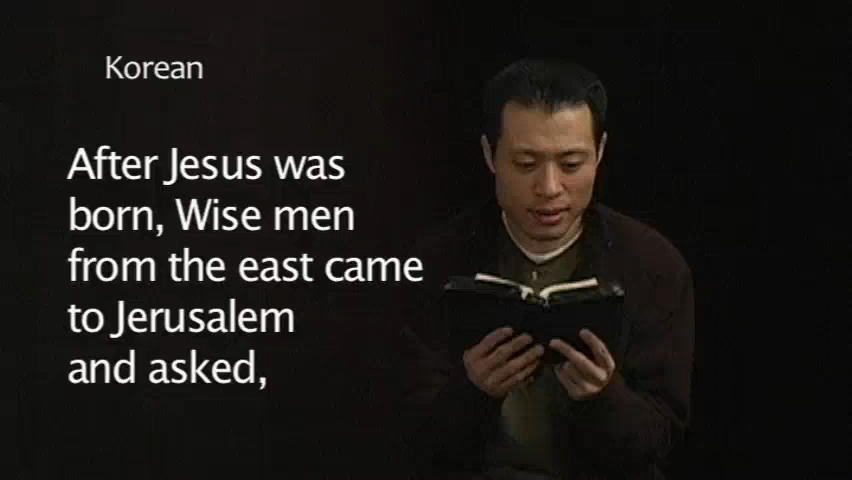 Korean
After Jesus was
born, Wise men
from the east came
to Jerusalem
and asked,